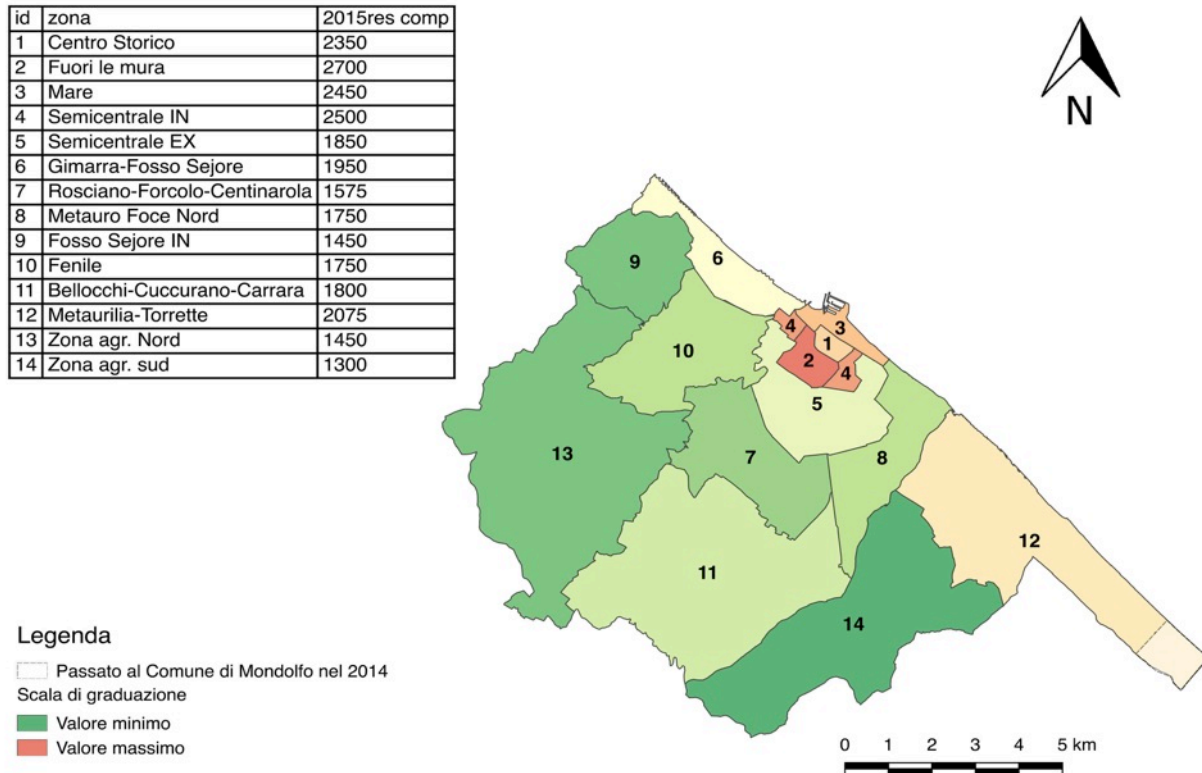 id zona 2015res comp
1 Centro Storico 2350
2 Fuori le mura 2700
3 Mare 2450
4 Semicentrale IN 2500
5 Semicentrale EX 1850
6 Gimarra-Fosso Sejore 1950
7 Rosciano-Forcolo-Centinarola 1575
8 Metauro Foce Nord 1750
9 Fosso Sejore IN 1450
10 Fenile 1750
11 Bellocchi-Cuccurano-Carrara 1800
12 Metaurilia-Torrette 2075
13 Zona agr. Nord 1450
14 Zona agr. sud 1300
N
6
9
4
3
1
10
2
4
5
13
7
8
12
11
14
Legenda
Passato al Comune di Mondolfo nel 2014
Scala di graduazione
Valore minimo
Valore massimo
0 1 2 3 4 5 km